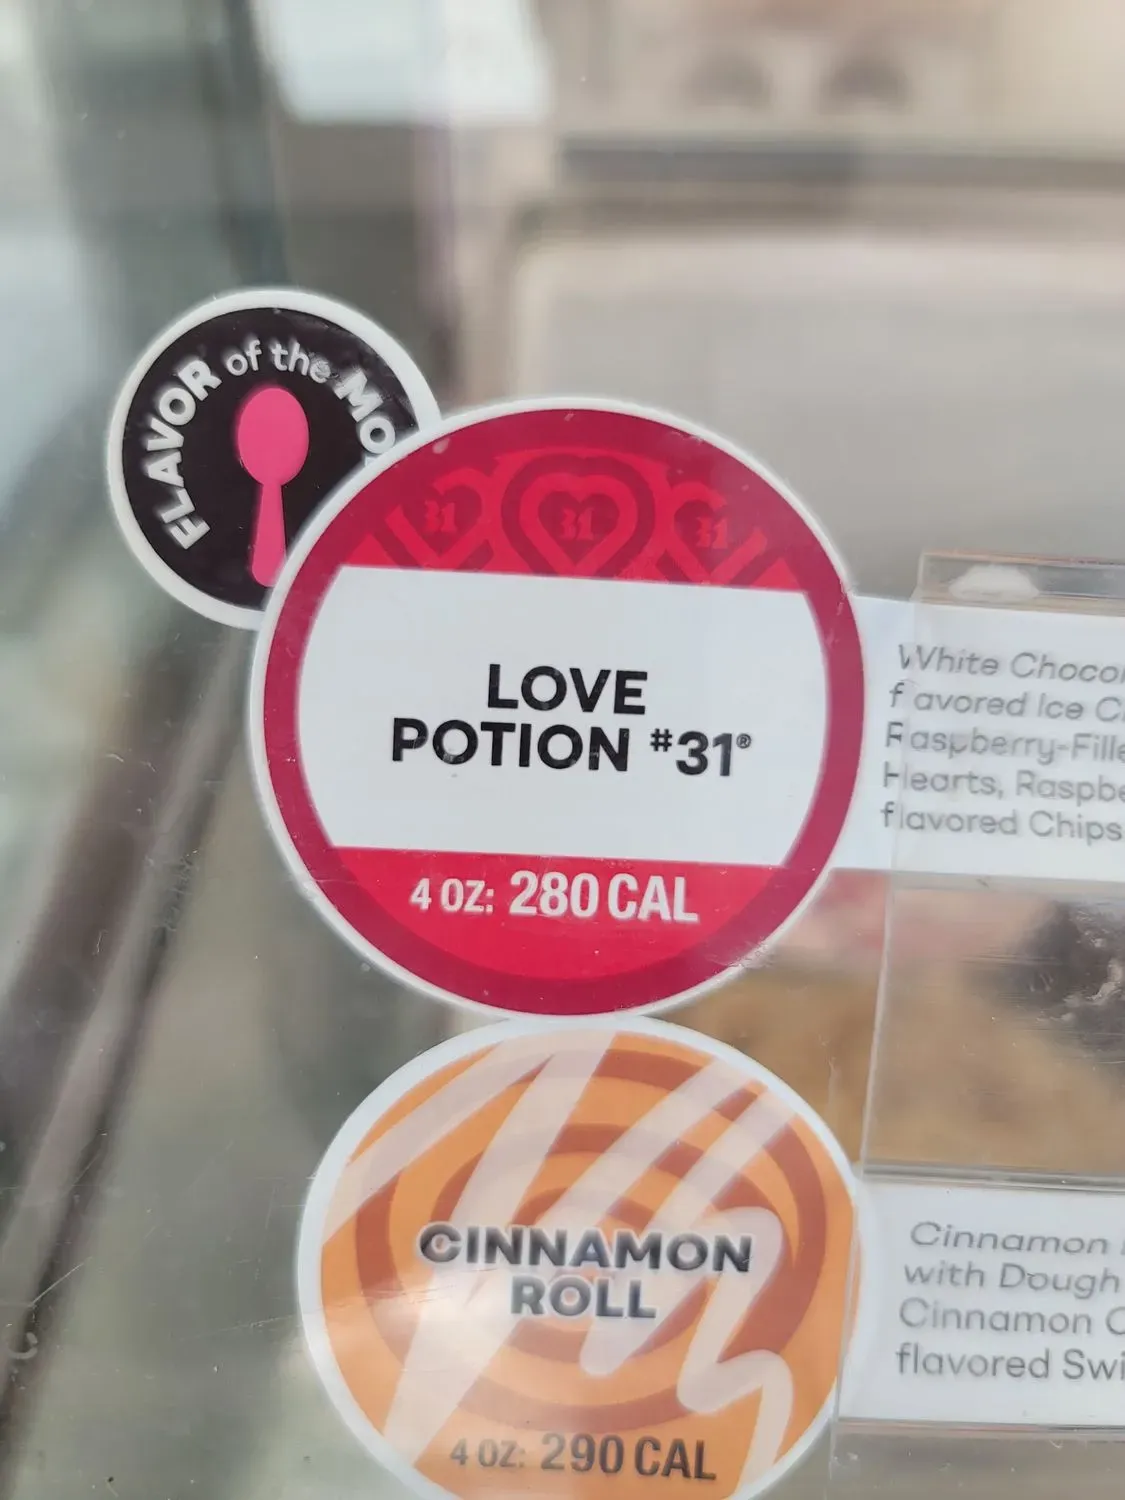 FLAVOR of the MO
31 31 31
LOVE
POTION #31®
4 OZ: 280 CAL
White Chocol
flavored Ice C
Raspberry-Fille
Hearts, Raspbe
flavored Chips
CINNAMON
ROLL
4 OZ: 290 CAL
Cinnamon
with Dough
Cinnamon C
flavored Swi